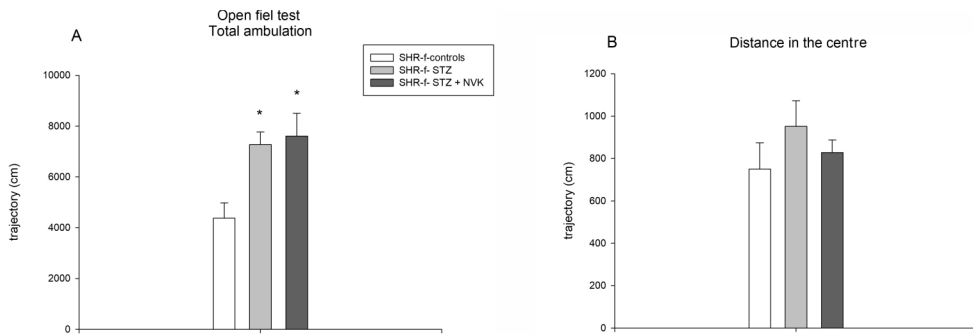 Open fiel test
Total ambulation
A
SHR-f-controls
SHR-f- STZ
SHR-f- STZ + NVK
10000
8000
6000
4000
2000
0
trajectory (cm)
*
*
B
Distance in the centre
1200
1000
800
600
400
200
0
trajectory (cm)